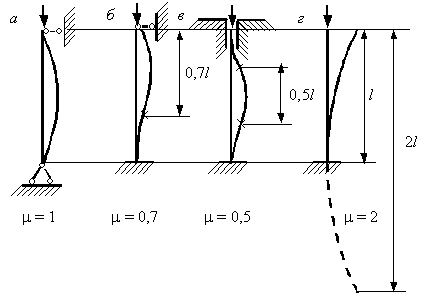 а б в г
0,7l
0,5l
l
2l
μ = 1 μ = 0,7 μ = 0,5 μ = 2